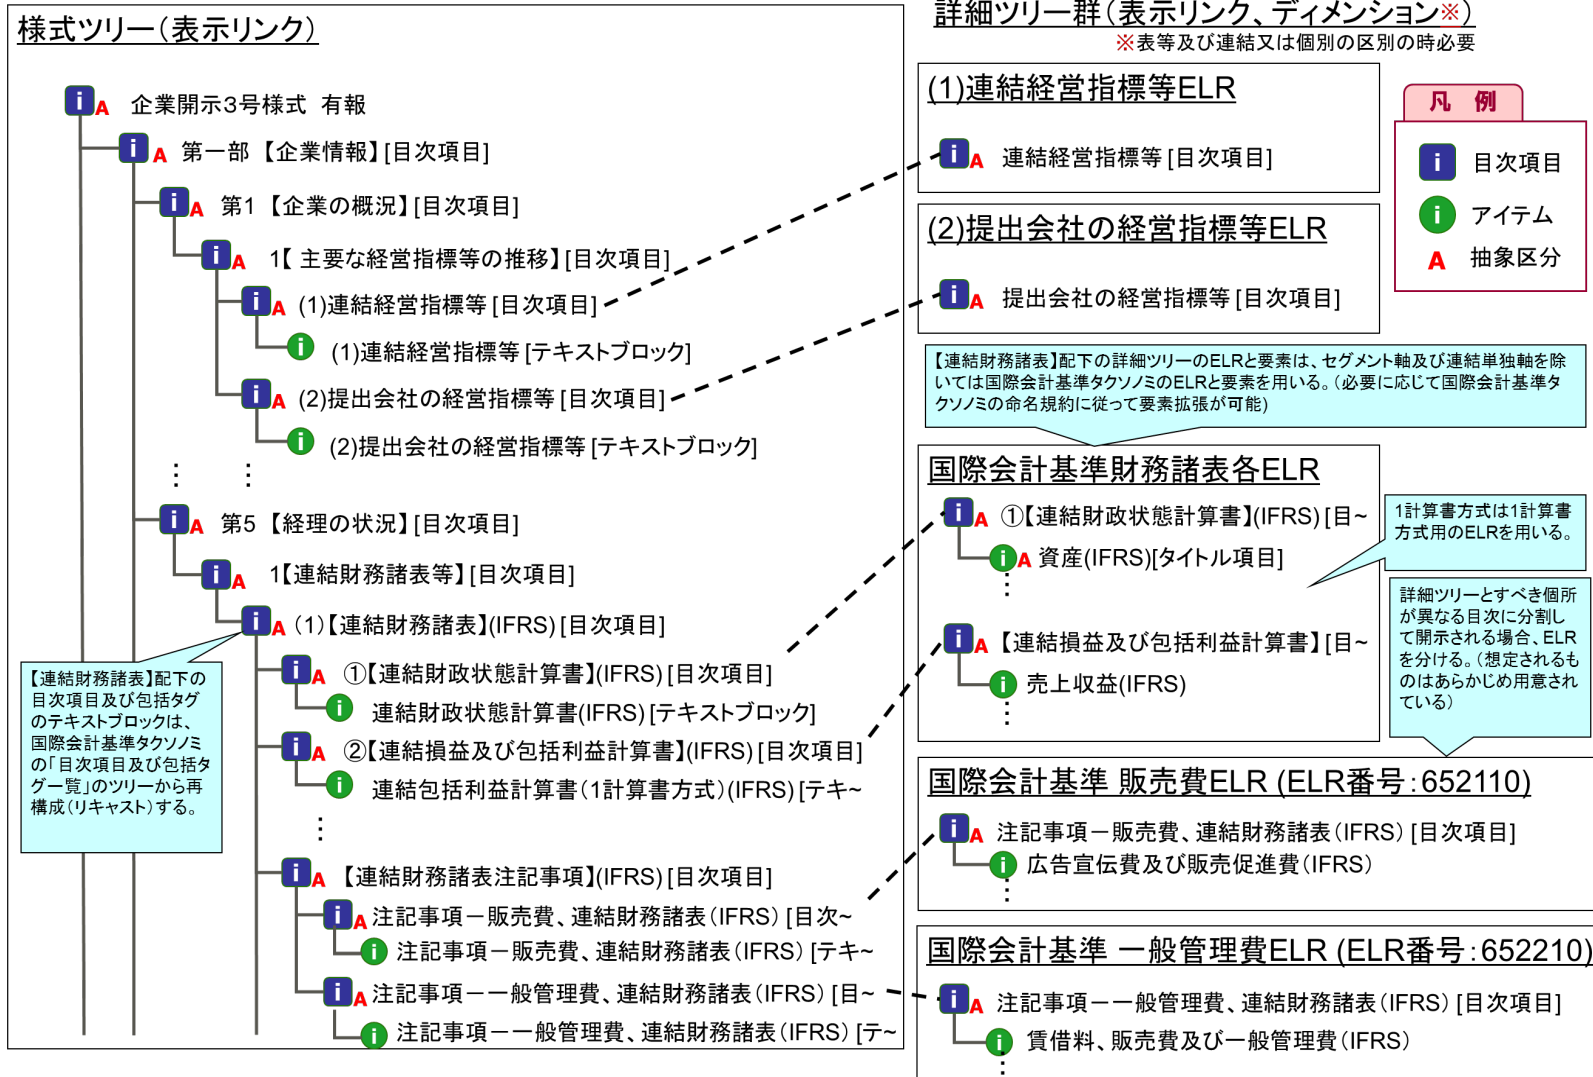 様式ツリー（表示リンク）
企業開示３号様式 有報
第一部 【企業情報】[目次項目]
第1 【企業の概況】[目次項目]
1【 主要な経営指標等の推移】[目次項目]
(1)連結経営指標等 [目次項目]
(1)連結経営指標等 [テキストブロック]
(2)提出会社の経営指標等 [目次項目]
(2)提出会社の経営指標等 [テキストブロック]
第5 【経理の状況】[目次項目]
1【連結財務諸表等】[目次項目]
(1)【連結財務諸表】(IFRS) [目次項目]
①【連結財政状態計算書】(IFRS) [目次項目]
連結財政状態計算書(IFRS) [テキストブロック]
②【連結損益及び包括利益計算書】(IFRS) [目次項目]
連結包括利益計算書（1計算書方式）(IFRS) [テキ~
【連結財務諸表注記事項】(IFRS) [目次項目]
注記事項－販売費、連結財務諸表（IFRS） [目次~
注記事項－販売費、連結財務諸表（IFRS） [テキ~
注記事項－一般管理費、連結財務諸表（IFRS） [目~
注記事項－一般管理費、連結財務諸表（IFRS） [テ~
【連結財務諸表】配下の
目次項目及び包括タグ
のテキストブロックは、
国際会計基準タクソノミ
の「目次項目及び包括タ
グ一覧」のツリーから再
構成（リキャスト）する。
詳細ツリー群（表示リンク、ディメンション※）
※表等及び連結又は個別の区別の時必要
(1)連結経営指標等ELR
連結経営指標等 [目次項目]
(2)提出会社の経営指標等ELR
提出会社の経営指標等 [目次項目]
凡 例
目次項目
アイテム
A 抽象区分
【連結財務諸表】配下の詳細ツリーのELRと要素は、セグメント軸及び連結単独軸を除
いては国際会計基準タクソノミのELRと要素を用いる。（必要に応じて国際会計基準タ
クソノミの命名規約に従って要素拡張が可能)
国際会計基準財務諸表各ELR
①【連結財政状態計算書】(IFRS) [目~
資産(IFRS)[タイトル項目]
【連結損益及び包括利益計算書】 [目~
売上収益(IFRS)
1計算書方式は1計算書
方式用のELRを用いる。
詳細ツリーとすべき個所
が異なる目次に分割し
て開示される場合、ELR
を分ける。（想定されるも
のはあらかじめ用意され
ている）
国際会計基準 販売費ELR (ELR番号：652110)
注記事項－販売費、連結財務諸表（IFRS） [目次項目]
広告宣伝費及び販売促進費（IFRS）
国際会計基準 一般管理費ELR (ELR番号：652210)
注記事項－一般管理費、連結財務諸表（IFRS） [目次項目]
賃借料、販売費及び一般管理費（IFRS）